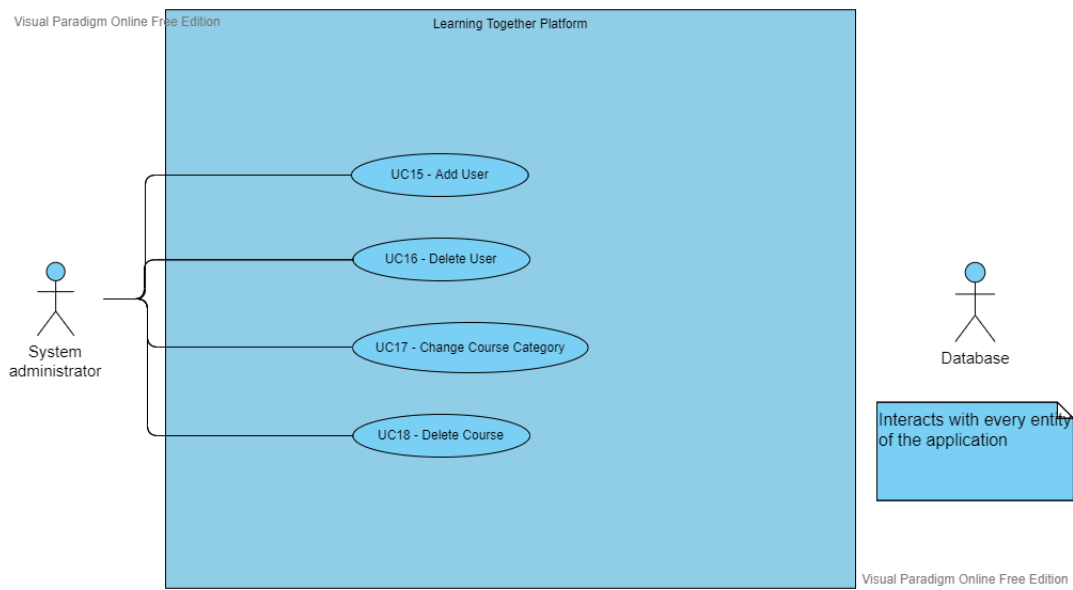 Visual Paradigm Online Free Edition
Learning Together Platform
UC15 - Add User
UC16 - Delete User
UC17 - Change Course Category
UC18 - Delete Course
System
administrator
Database
Interacts with every entity
of the application
Visual Paradigm Online Free Edition